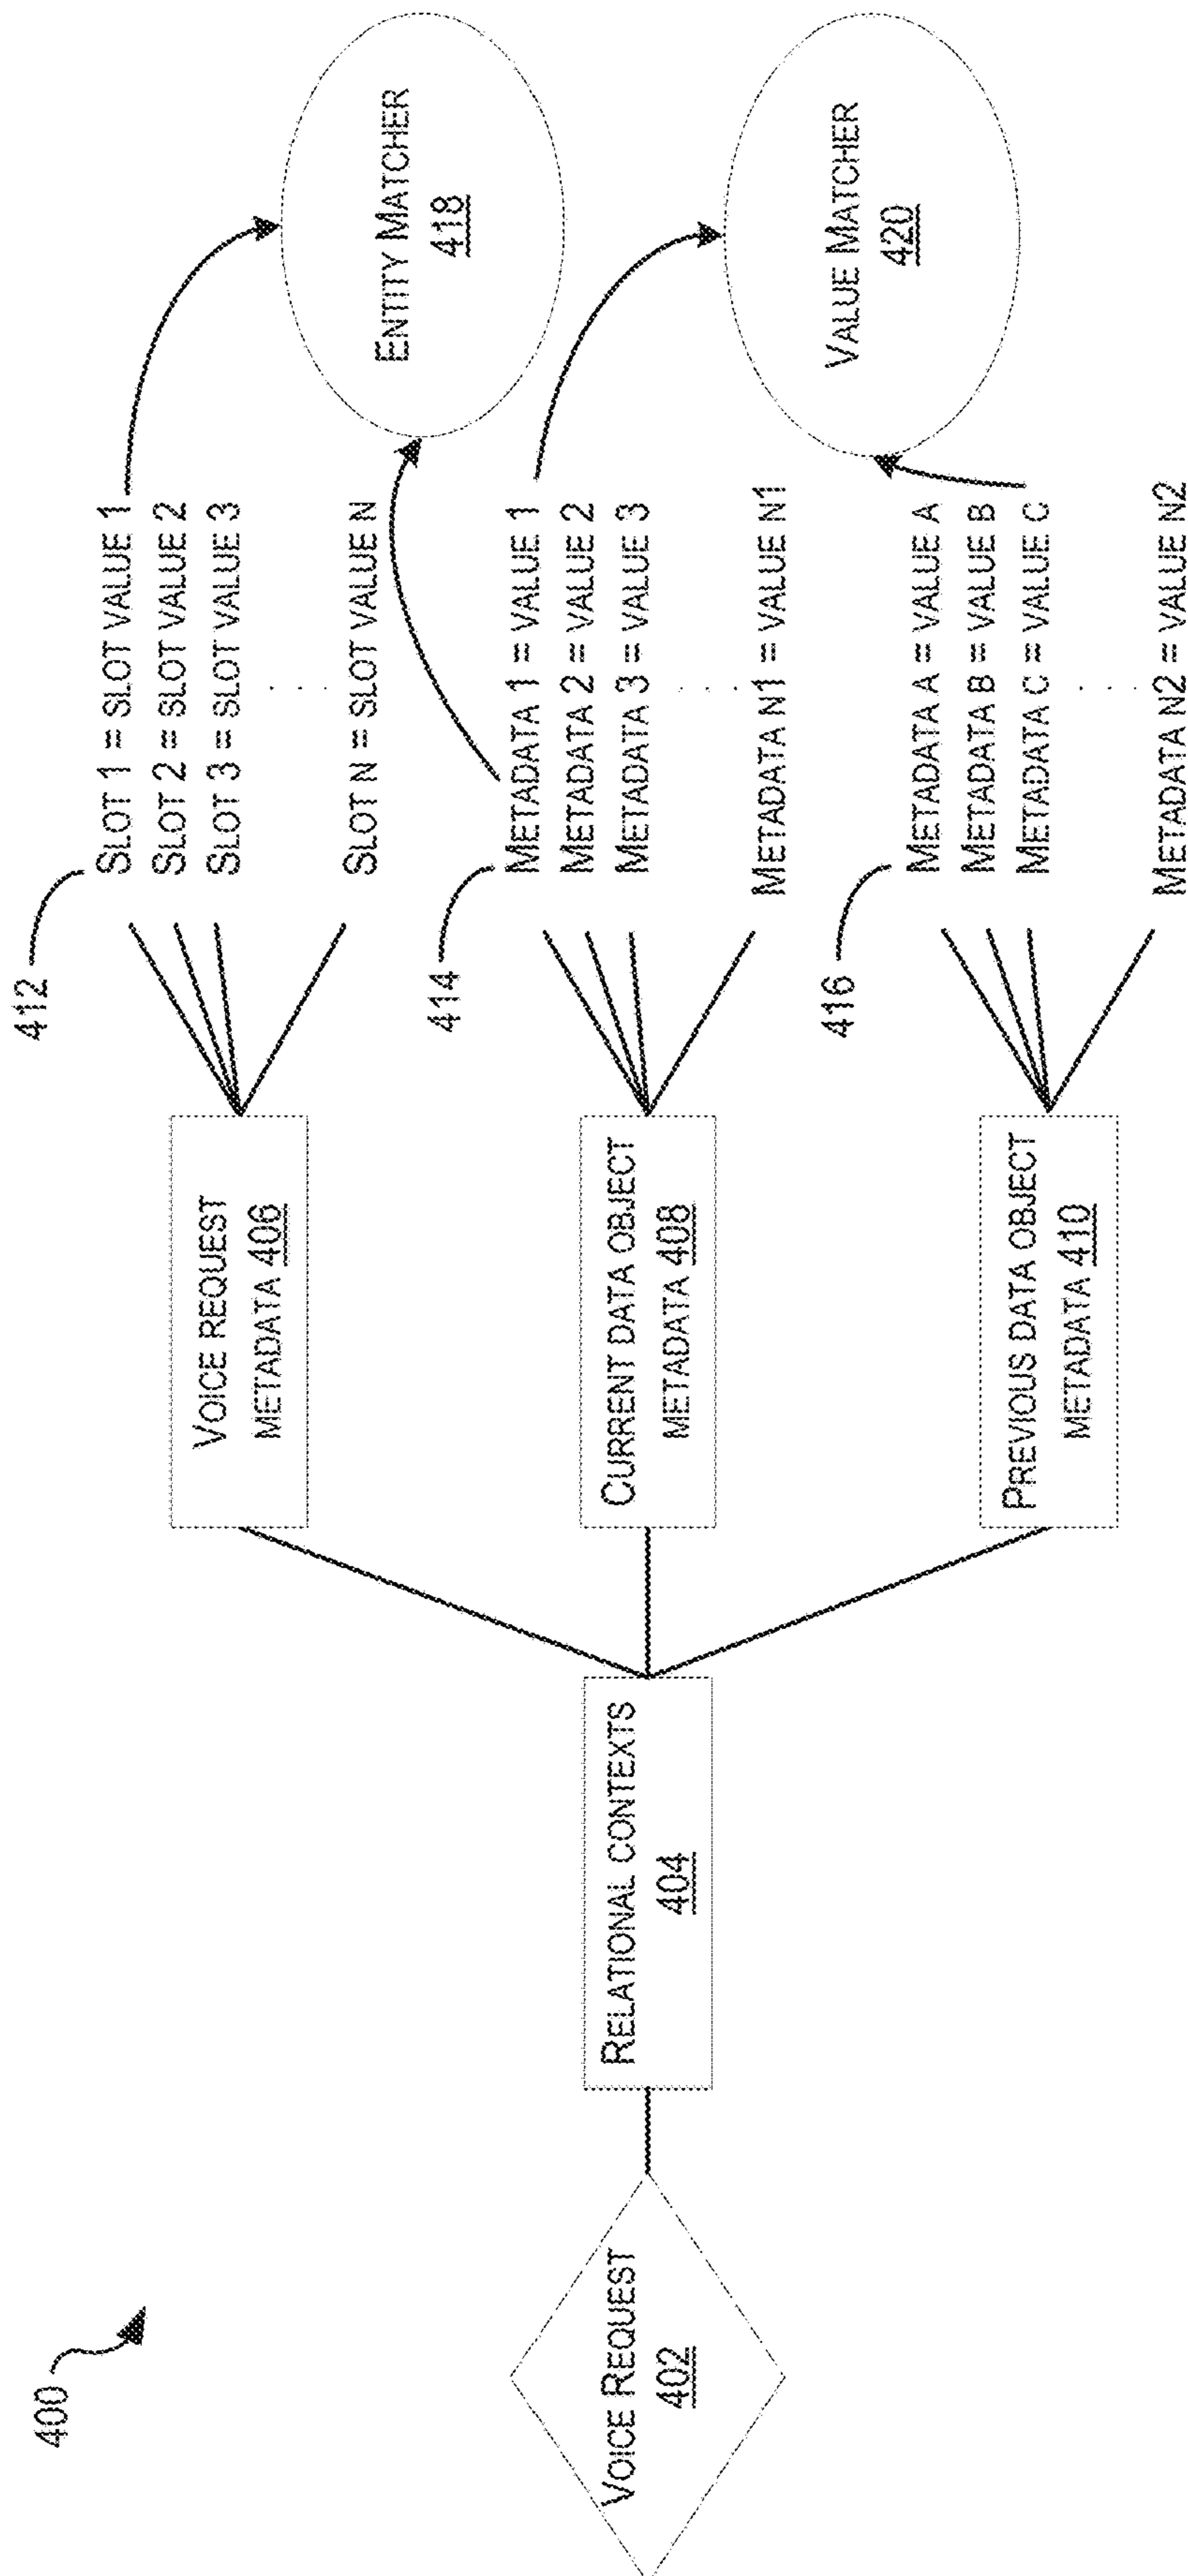 400
VOICE REQUEST
402
RELATIONAL CONTEXTS
404
VOICE REQUEST
METADATA 406
CURRENT DATA OBJECT
METADATA 408
PREVIOUS DATA OBJECT
METADATA 410
412
SLOT 1 = SLOT VALUE 1
SLOT 2 = SLOT VALUE 2
SLOT 3 = SLOT VALUE 3
SLOT N = SLOT VALUE N
414
METADATA 1 = VALUE 1
METADATA 2 = VALUE 2
METADATA 3 = VALUE 3
METADATA N1 = VALUE N1
416
METADATA A = VALUE A
METADATA B = VALUE B
METADATA C = VALUE C
METADATA N2 = VALUE N2
ENTITY MATCHER
418
VALUE MATCHER
420